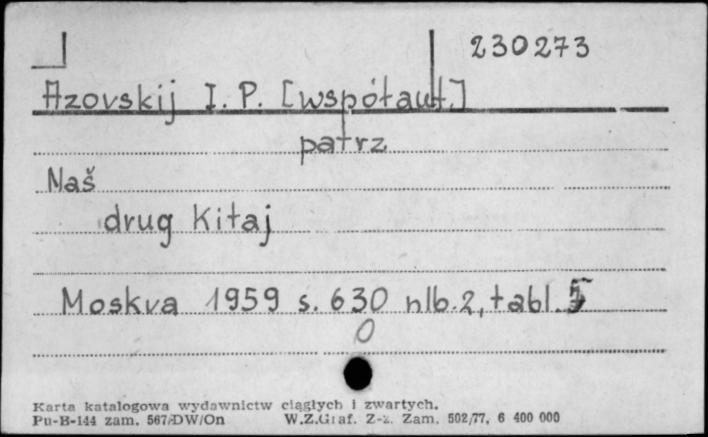 230273
Azovskij I. P. [współaut.]
patrz
Naš
drug Kitaj
Moskva 1959 s. 630 nlb. 2, tabl. 5
0
Karta katalogowa wydawnictw ciągłych i zwartych.
Pu-B-144 zam. 567/DW/On W.Z.Graf. Z-z. Zam. 502/77, 6 400 000